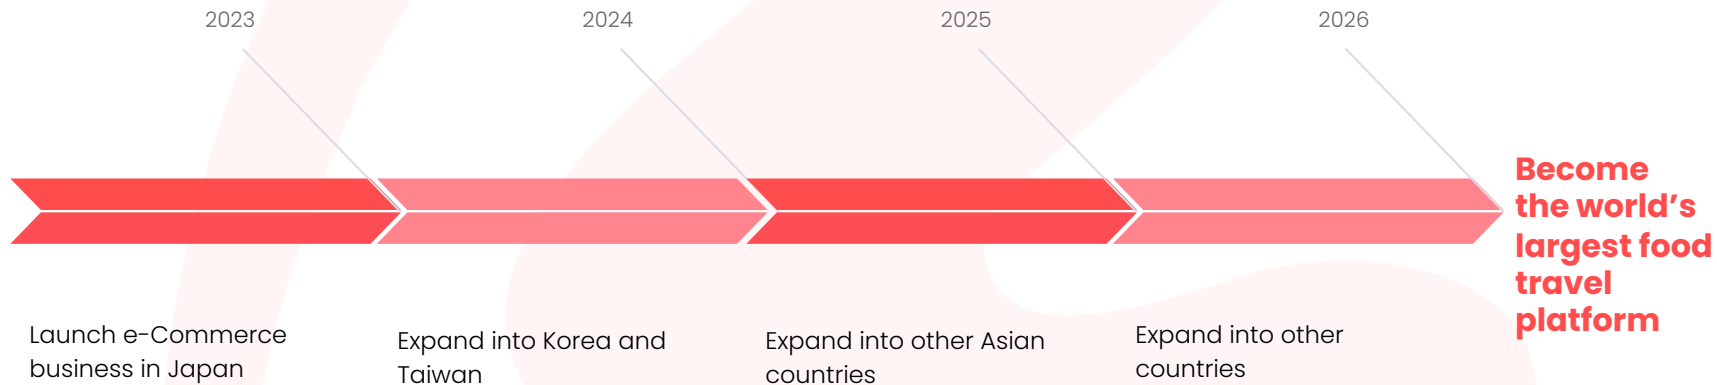 2023
2024
2025
2026
Become
the world’s
largest food
travel
platform
Launch e-Commerce
business in Japan
Expand into Korea and
Taiwan
Expand into other Asian
countries
Expand into other
countries